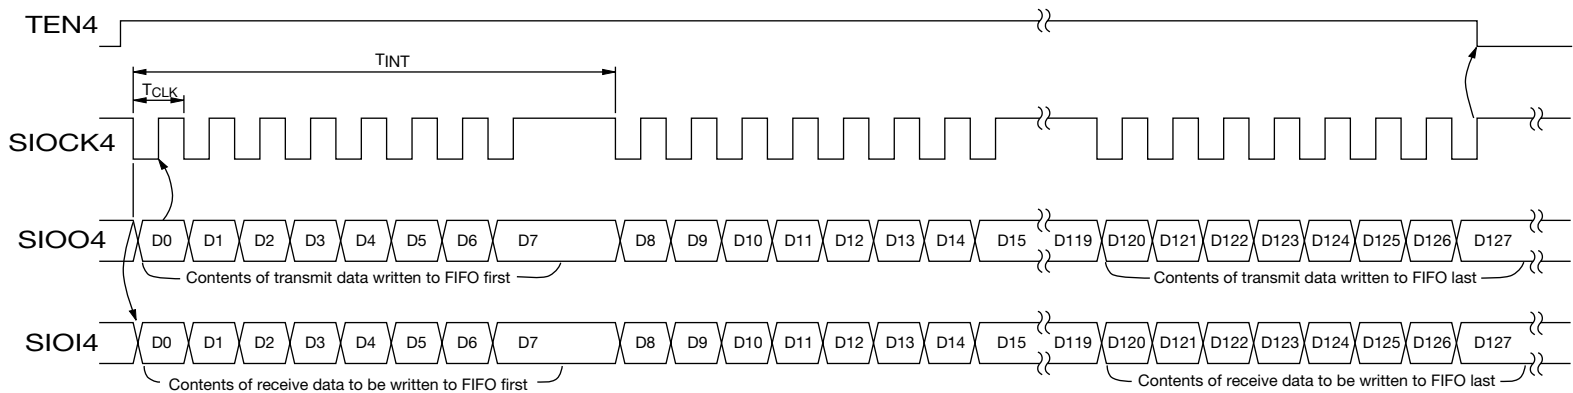 TEN4
TINT
TCLK
SIOCK4
SIOO4 D0 D1 D2 D3 D4 D5 D6 D7 D8 D9 D10 D11 D12 D13 D14 D15 D119 D120 D121 D122 D123 D124 D125 D126 D127
Contents of transmit data written to FIFO first Contents of transmit data written to FIFO last
SIOI4 D0 D1 D2 D3 D4 D5 D6 D7 D8 D9 D10 D11 D12 D13 D14 D15 D119 D120 D121 D122 D123 D124 D125 D126 D127
Contents of receive data to be written to FIFO first Contents of receive data to be written to FIFO last